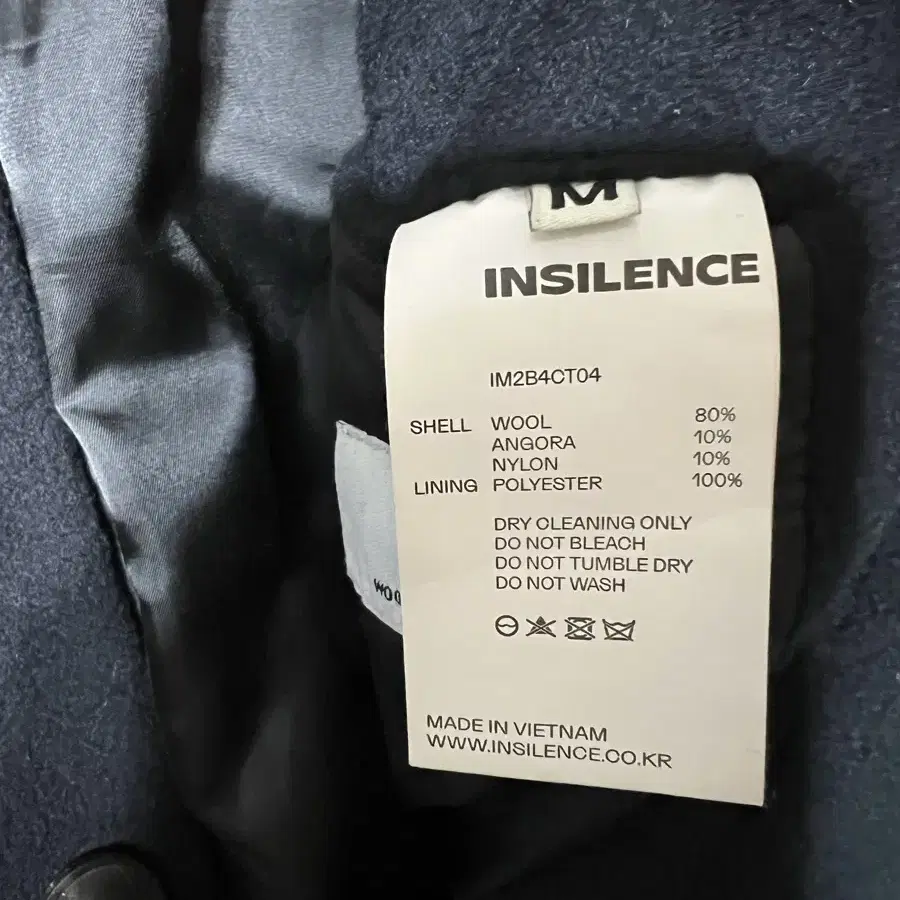 M
INSILENCE
IM2B4CT04
SHELL WOOL 80%
ANGORA 10%
NYLON 10%
LINING POLYESTER 100%
DRY CLEANING ONLY
DO NOT BLEACH
DO NOT TUMBLE DRY
DO NOT WASH
MADE IN VIETNAM
WWW.INSILENCE.CO.KR